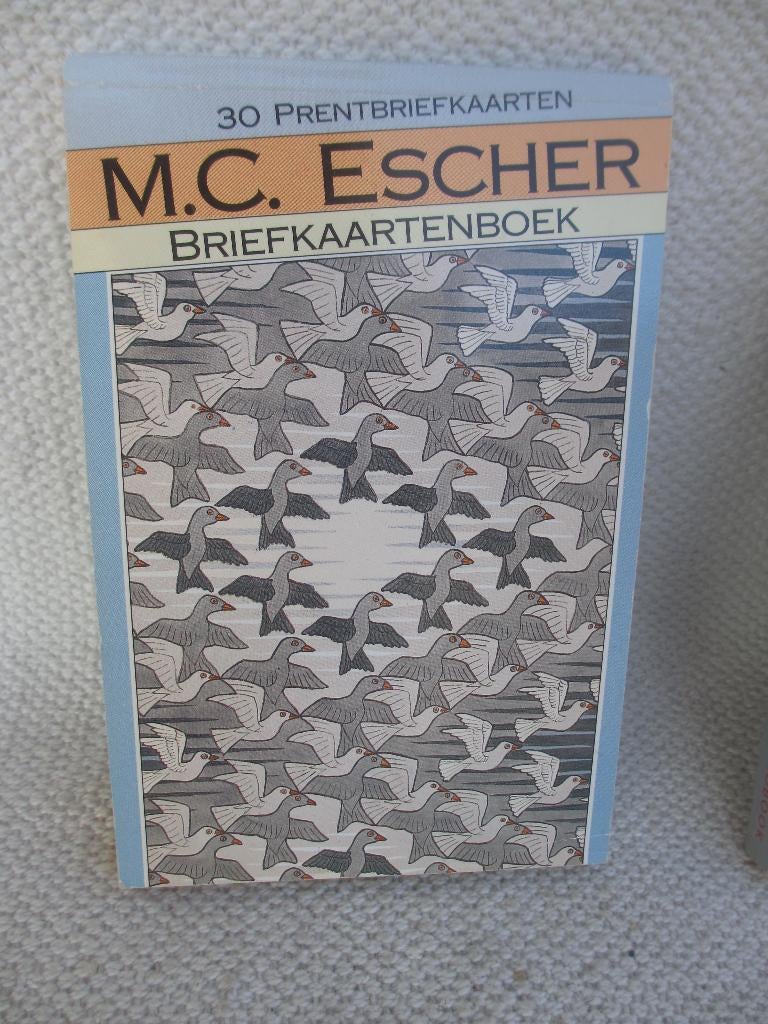 30 PRENTBRIEFKAARTEN
M.C. ESCHER
BRIEFKAARTENBOEK